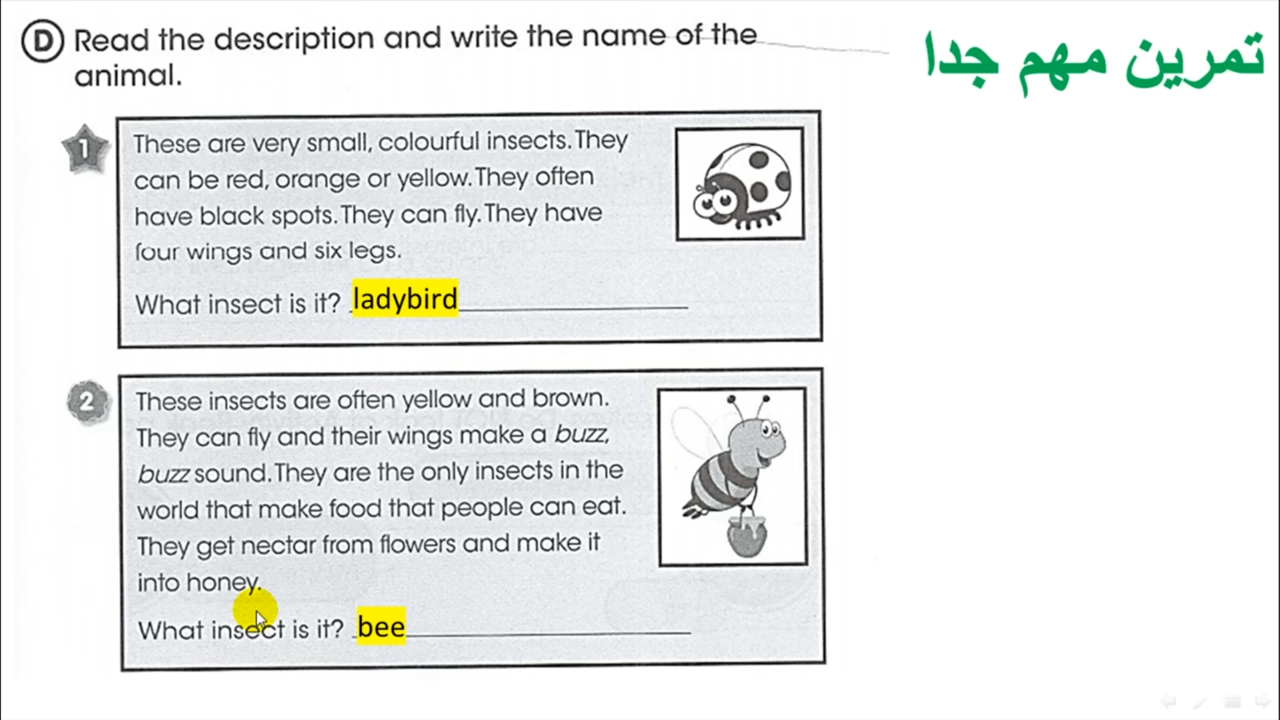 D Read the description and write the name of the
animal.
تمرين مهم جدا
1
These are very small, colourful insects. They
can be red, orange or yellow. They often
have black spots. They can fly. They have
four wings and six legs.
What insect is it? ladybird
2
These insects are often yellow and brown.
They can fly and their wings make a buzz,
buzz sound. They are the only insects in the
world that make food that people can eat.
They get nectar from flowers and make it
into honey.
What insect is it? bee